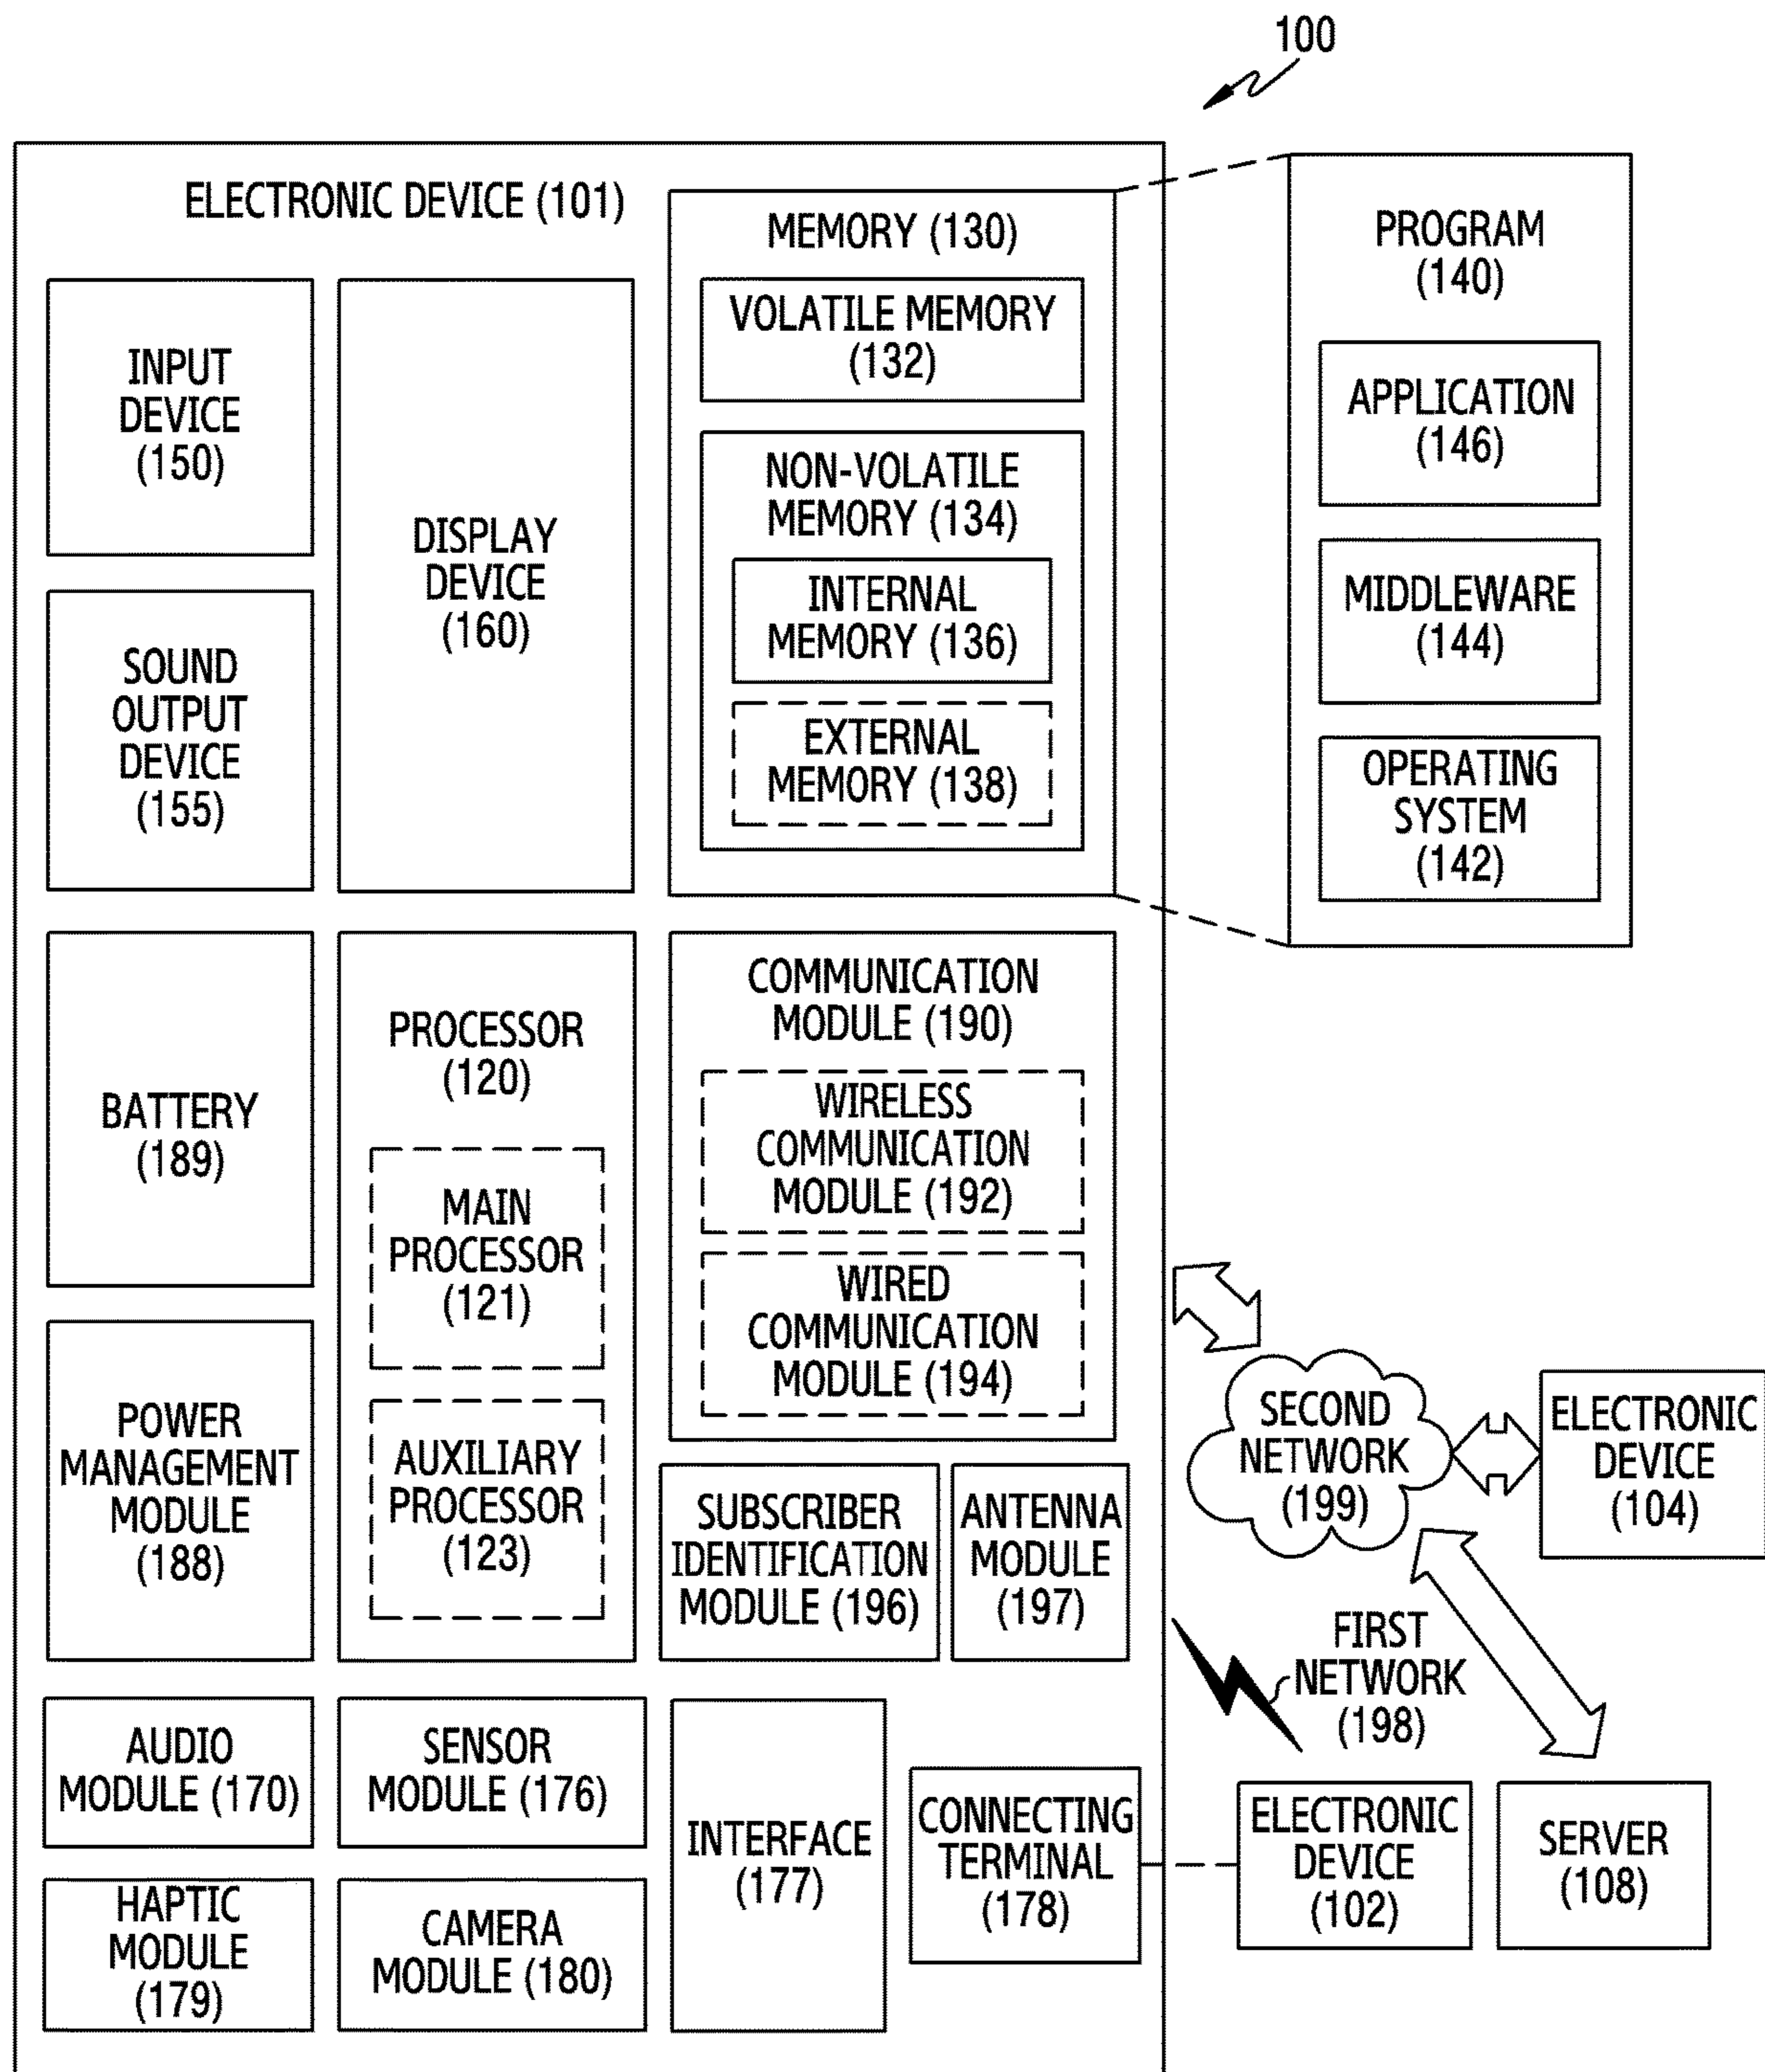 100
ELECTRONIC DEVICE (101)
INPUT
DEVICE
(150)
SOUND
OUTPUT
DEVICE
(155)
DISPLAY
DEVICE
(160)
MEMORY (130)
VOLATILE MEMORY
(132)
NON-VOLATILE
MEMORY (134)
INTERNAL
MEMORY (136)
EXTERNAL
MEMORY (138)
PROGRAM
(140)
APPLICATION
(146)
MIDDLEWARE
(144)
OPERATING
SYSTEM
(142)
BATTERY
(189)
POWER
MANAGEMENT
MODULE
(188)
PROCESSOR
(120)
MAIN
PROCESSOR
(121)
AUXILIARY
PROCESSOR
(123)
COMMUNICATION
MODULE (190)
WIRELESS
COMMUNICATION
MODULE (192)
WIRED
COMMUNICATION
MODULE (194)
SUBSCRIBER
IDENTIFICATION
MODULE (196)
ANTENNA
MODULE
(197)
SECOND
NETWORK
(199)
ELECTRONIC
DEVICE
(104)
FIRST
NETWORK
(198)
AUDIO
MODULE (170)
SENSOR
MODULE (176)
HAPTIC
MODULE
(179)
CAMERA
MODULE (180)
INTERFACE
(177)
CONNECTING
TERMINAL
(178)
ELECTRONIC
DEVICE
(102)
SERVER
(108)